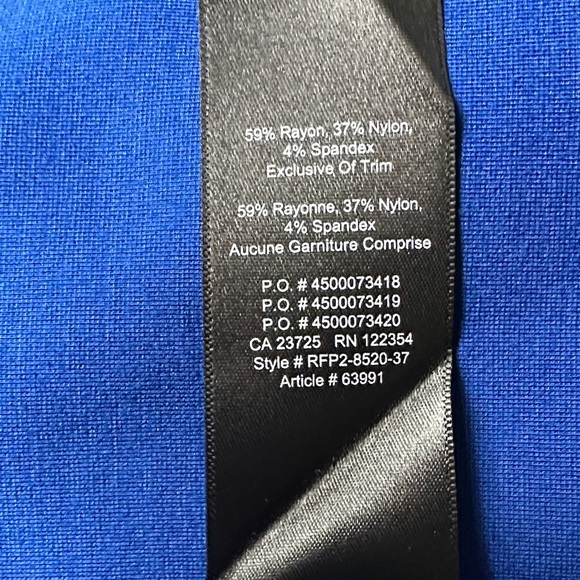 59% Rayon, 37% Nylon,
4% Spandex
Exclusive Of Trim
59% Rayonne, 37% Nylon,
4% Spandex
Aucune Garniture Comprise
P.O. # 4500073418
P.O. # 4500073419
P.O. # 4500073420
CA 23725 RN 122354
Style # RFP2-8520-37
Article # 63991